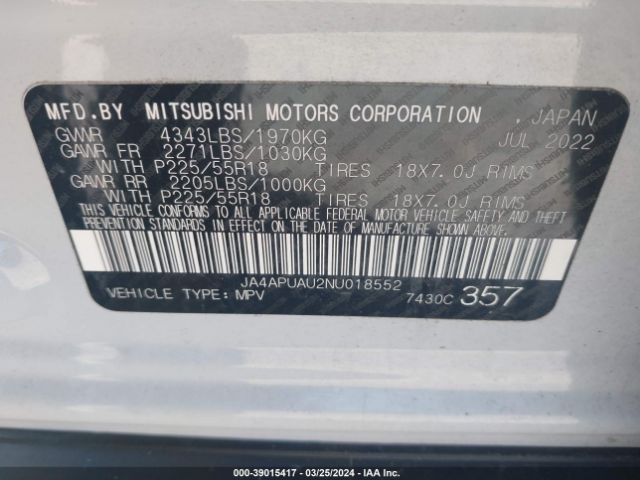 MFD.BY MITSUBISHI MOTORS CORPORATION , JAPAN
GWWR 4343LBS/1970KG JUL 2022
GAWR FR 2271LBS/1030KG
WITH P225/55R18 TIRES 18X7.0J RIMS
GAWR RR 2205LBS/1000KG
WITH P225/55R18 TIRES 18X7.0J RIMS
THIS VEHICLE CONFORMS TO ALL APPLICABLE FEDERAL MOTOR VEHICLE SAFETY AND THEFT
PREVENTION STANDARDS IN EFFECT ON THE DATE OF MANUFACTURE SHOWN ABOVE.
JA4APUAU2NU018552
VEHICLE TYPE: MPV 7430C 357
000-39015417 - 03/25/2024 - IAABUYERS